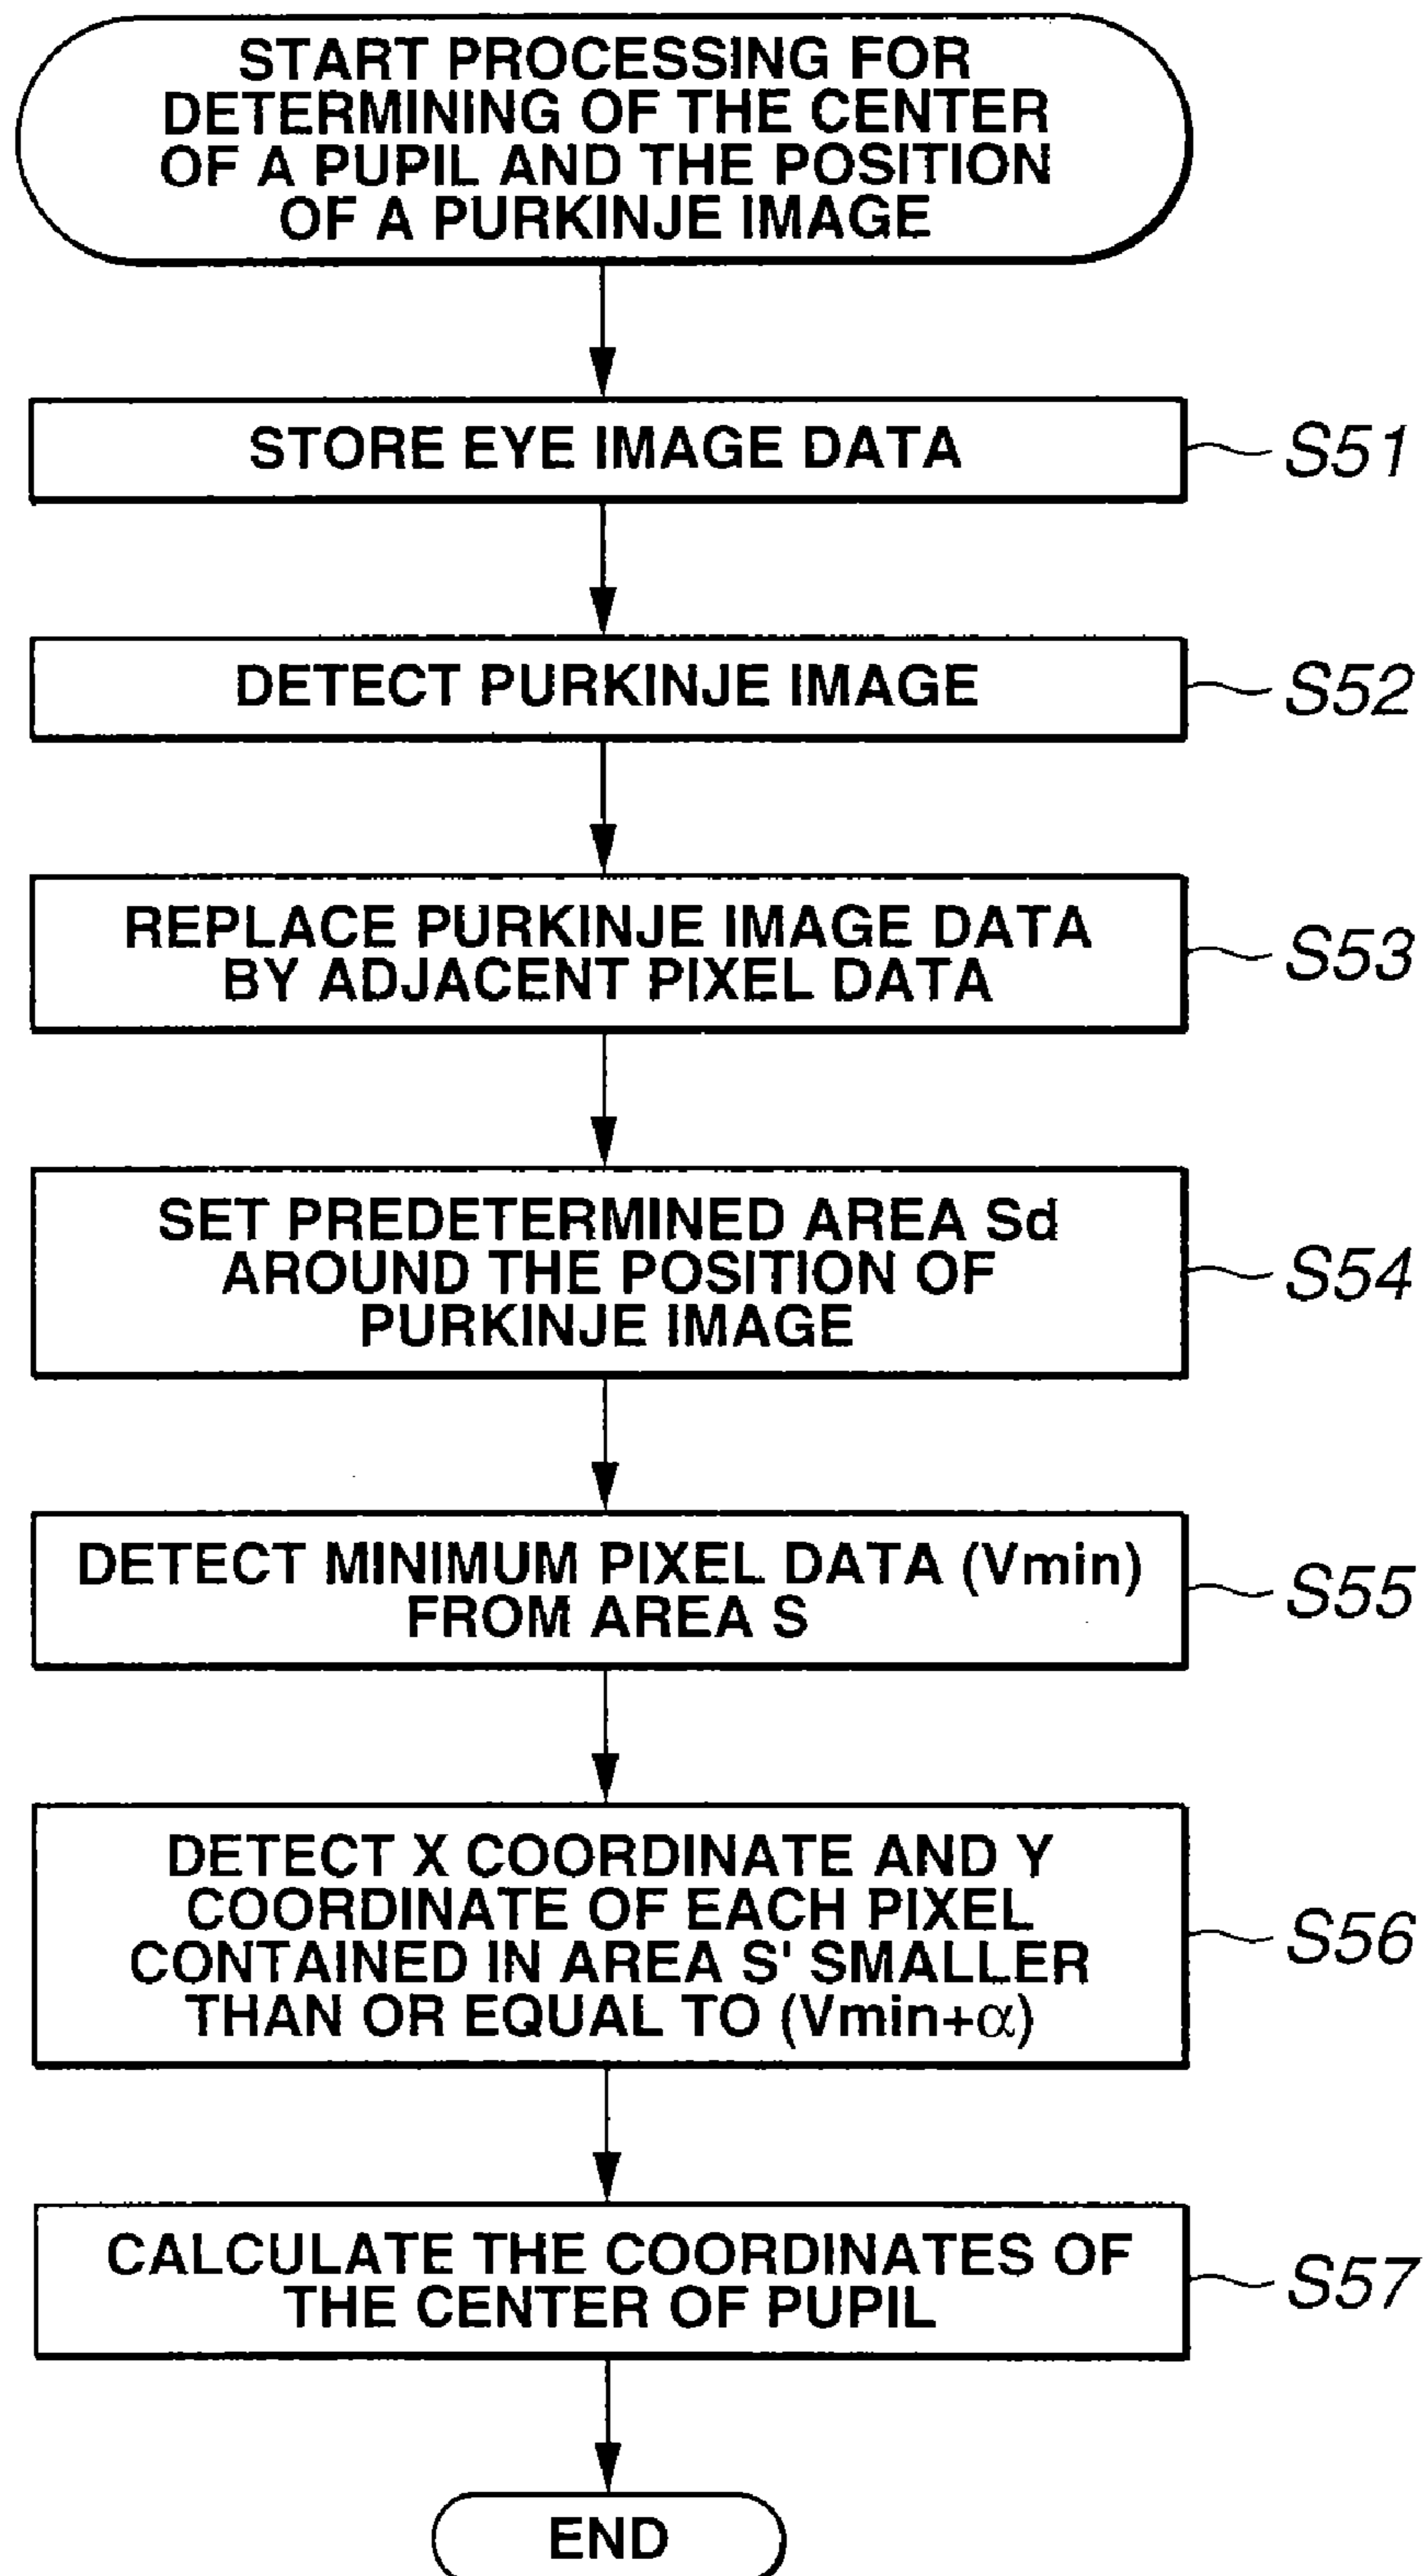 START PROCESSING FOR
DETERMINING OF THE CENTER
OF A PUPIL AND THE POSITION
OF A PURKINJE IMAGE
STORE EYE IMAGE DATA
S51
DETECT PURKINJE IMAGE
S52
REPLACE PURKINJE IMAGE DATA
BY ADJACENT PIXEL DATA
S53
SET PREDETERMINED AREA Sd
AROUND THE POSITION OF
PURKINJE IMAGE
S54
DETECT MINIMUM PIXEL DATA (Vmin)
FROM AREA S
S55
DETECT X COORDINATE AND Y
COORDINATE OF EACH PIXEL
CONTAINED IN AREA S' SMALLER
THAN OR EQUAL TO (Vmin+α)
S56
CALCULATE THE COORDINATES OF
THE CENTER OF PUPIL
S57
END